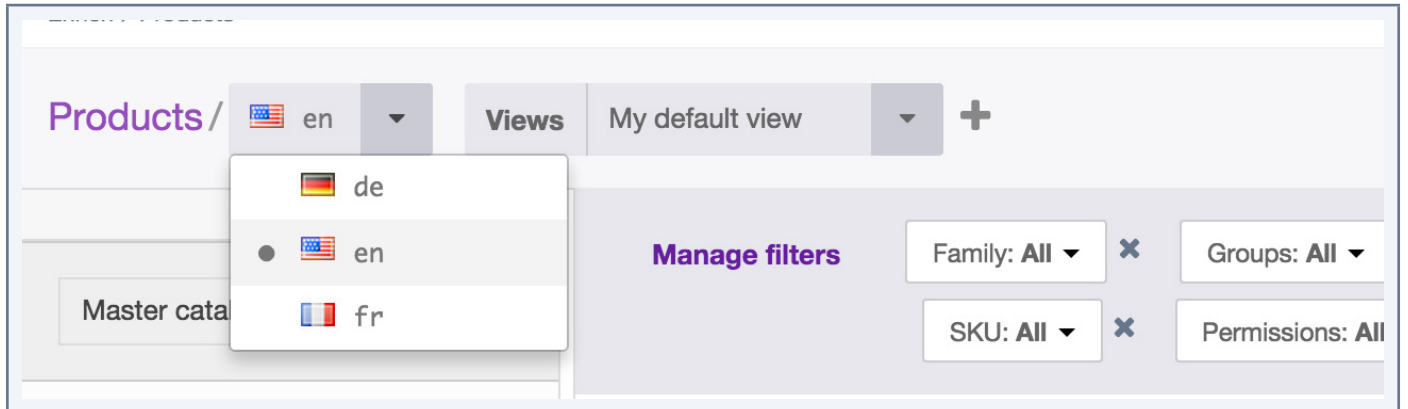 Products / en Views My default view
de
en
fr
Manage filters Family: All Groups: All
Master catal
SKU: All Permissions: All